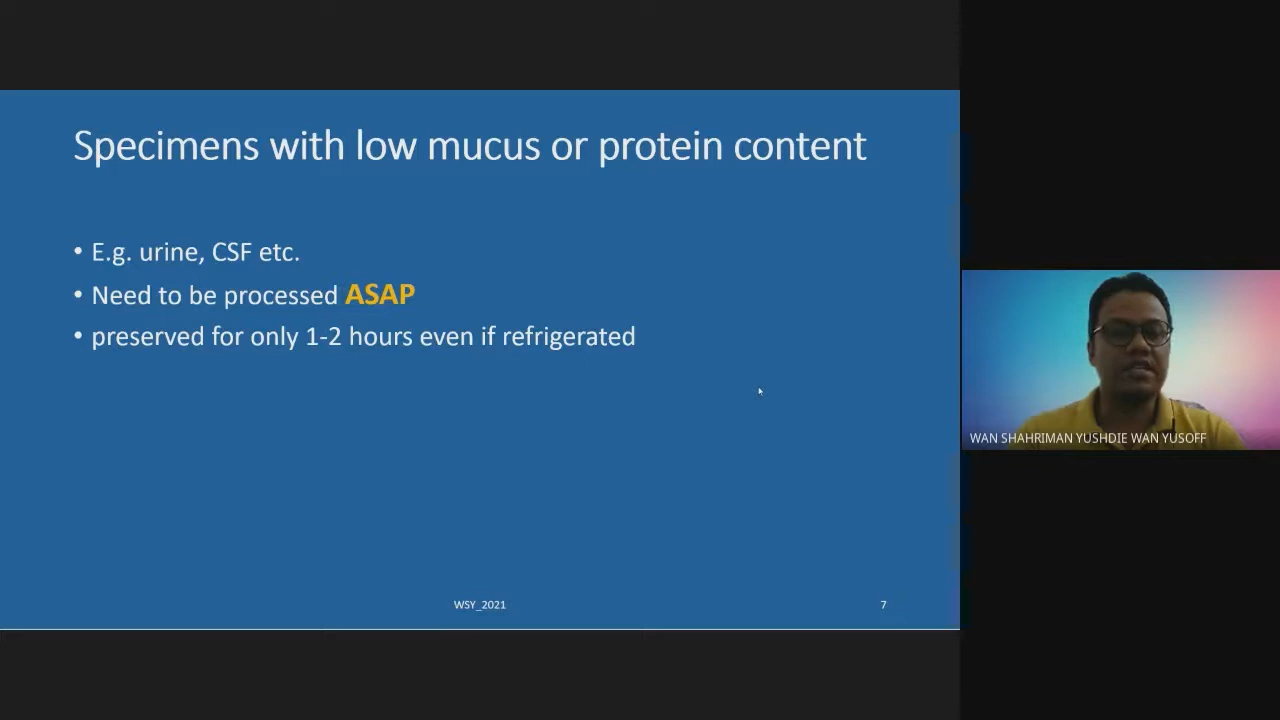 Specimens with low mucus or protein content
• E.g. urine, CSF etc.
• Need to be processed ASAP
• preserved for only 1-2 hours even if refrigerated
WSY_2021
7
WAN SHAHRIMAN YUSHDIE WAN YUSOFF